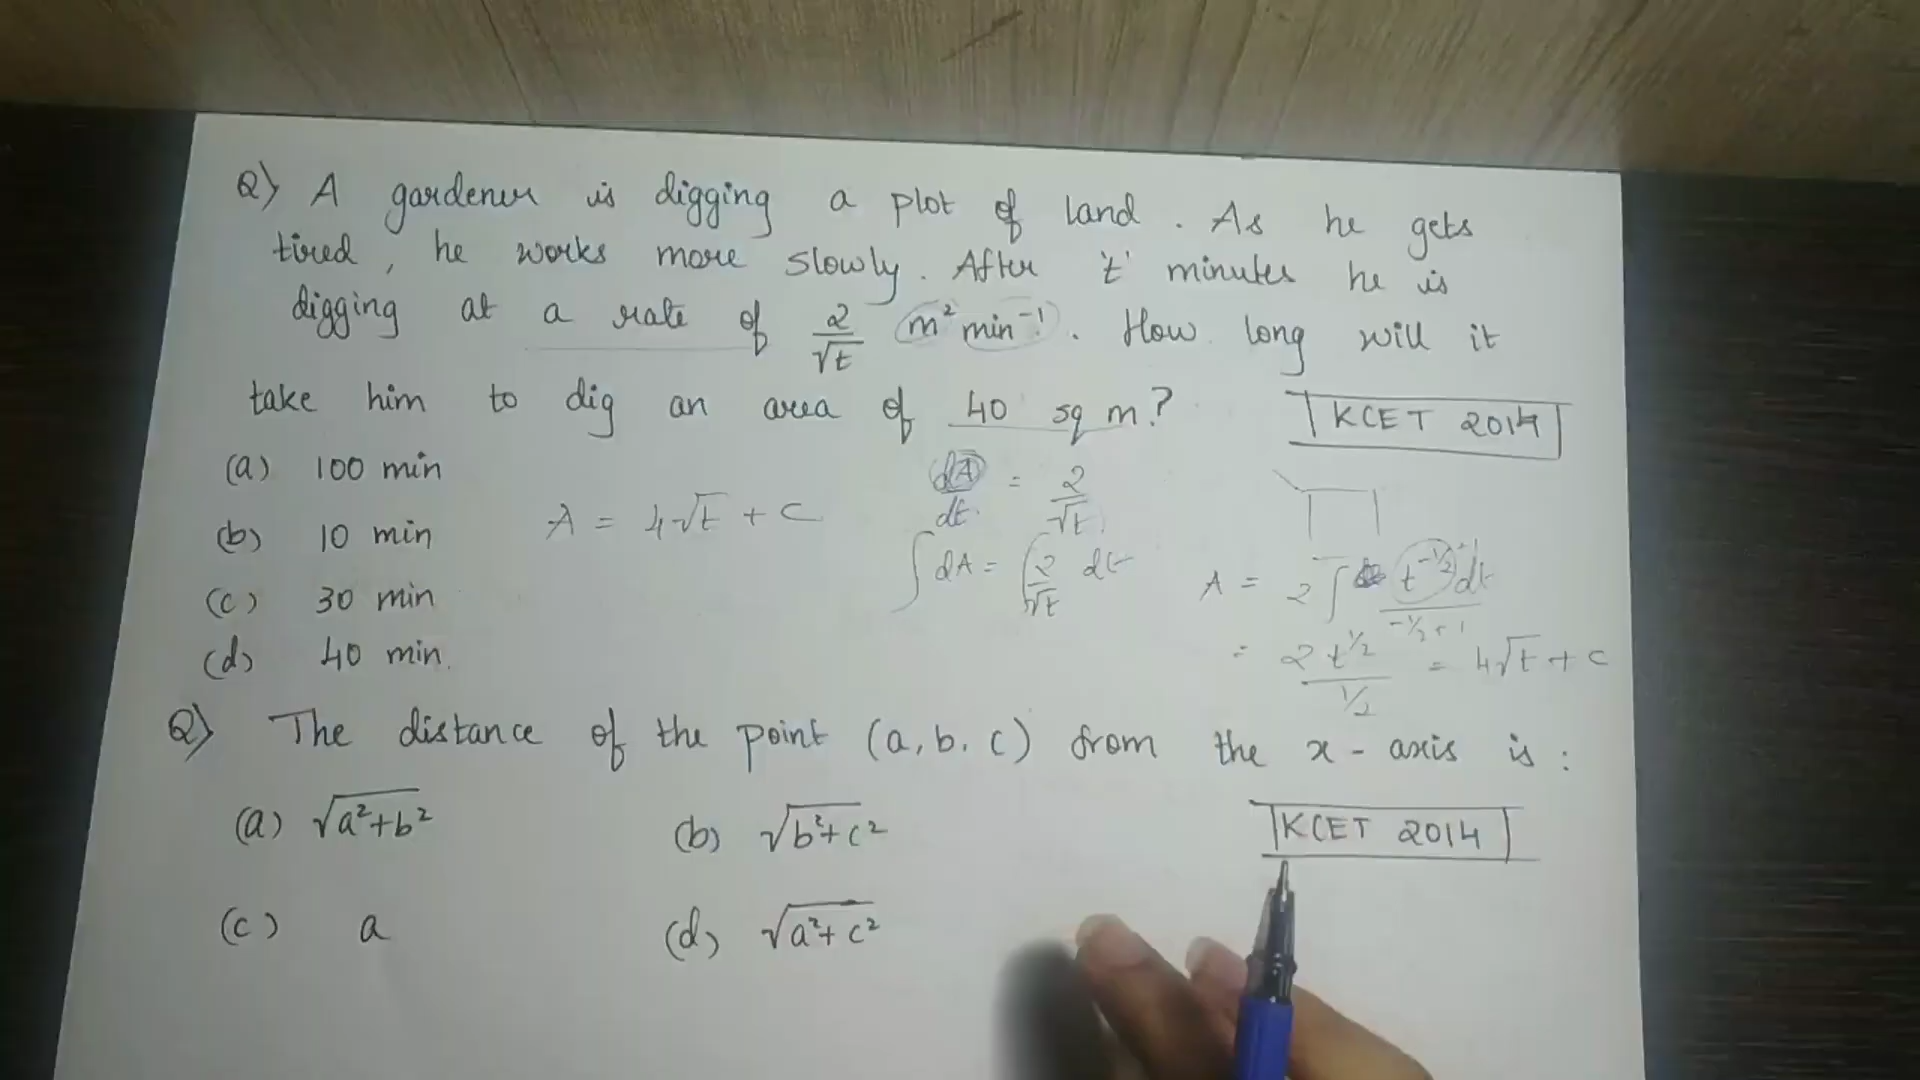 Q) A gardener is digging a plot of land. As he gets
tired, he works more slowly. After 't' minutes he is
digging at a rate of 2/√t m² min⁻¹. How long will it
take him to dig an area of 40 sq m?
KCET 2014
(a) 100 min
(b) 10 min
(c) 30 min
(d) 40 min.
A = 4√t + c
dA/dt = 2/√t
∫dA = ∫2/√t dt
A = 2∫ t^-1/2 dt
-1/2+1
= 2 t^1/2 / 1/2 = 4√t + c
Q) The distance of the point (a, b, c) from the x-axis is :
(a) √a²+b² (b) √b²+c²
KCET 2014
(c) a (d) √a²+c²